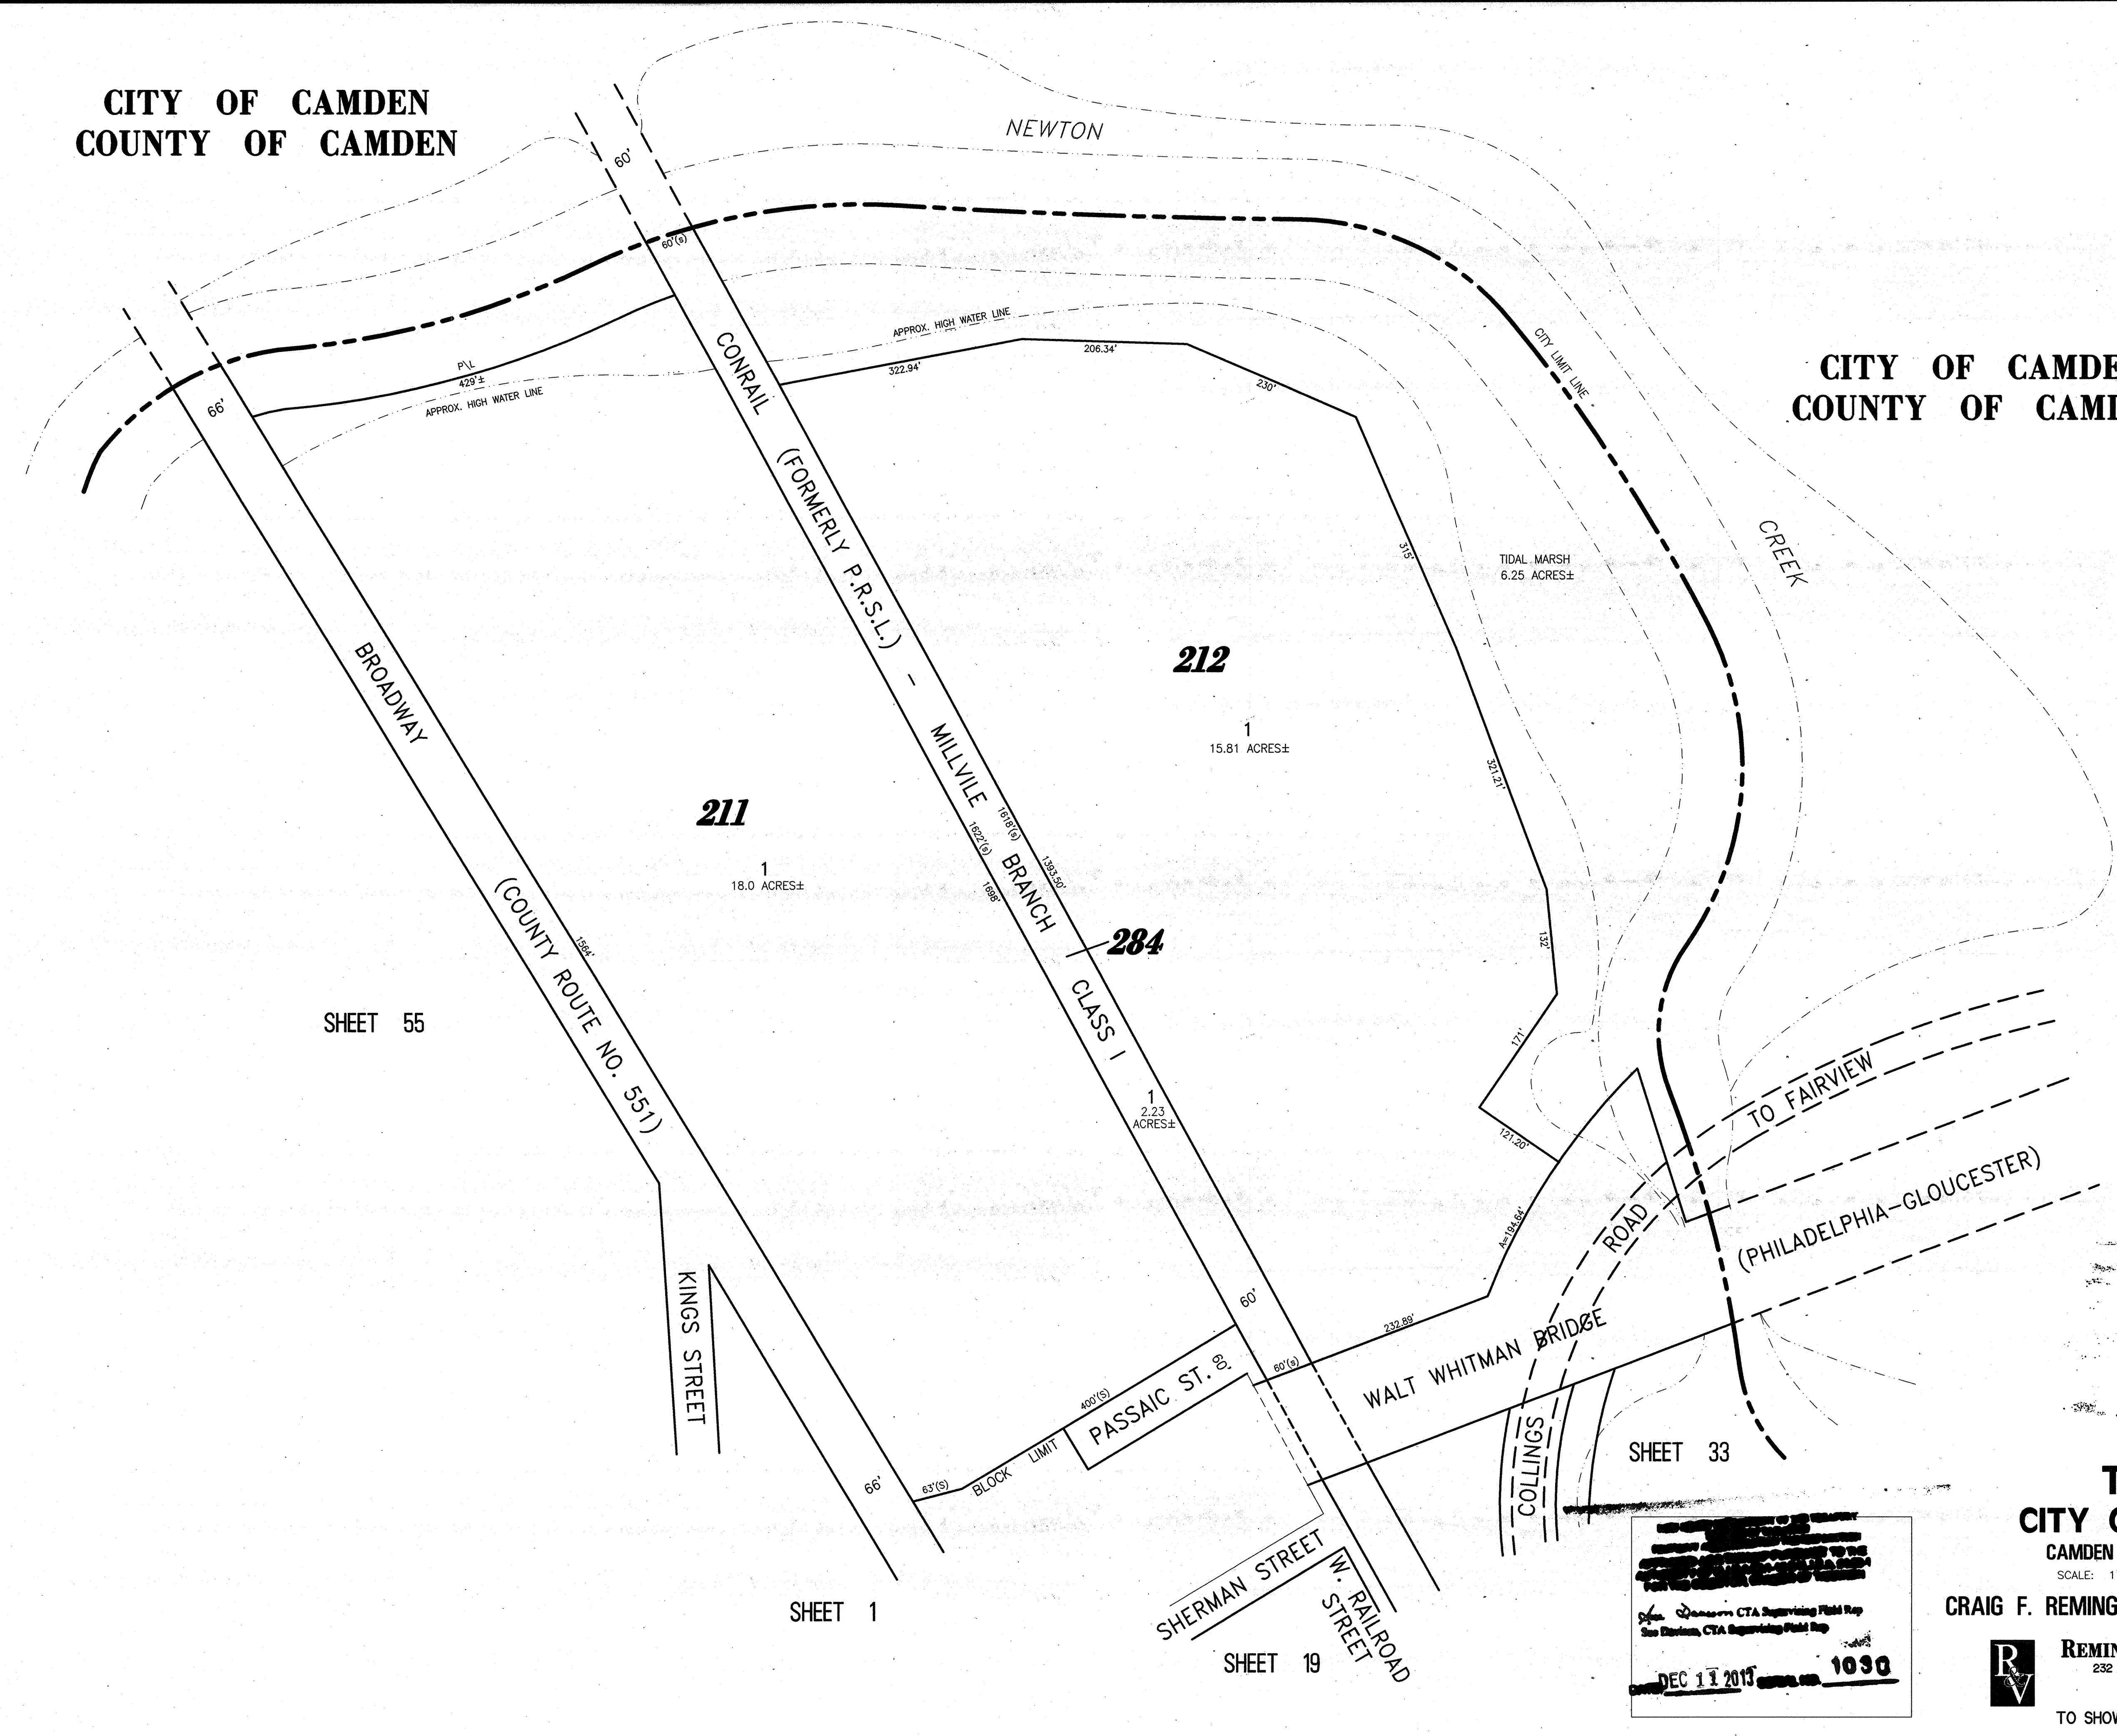 CITY OF CAMDEN
COUNTY OF CAMDEN
NEWTON
60'
60'(s)
CITY OF CAMDE
COUNTY OF CAM
P\L
429'±
APPROX. HIGH WATER LINE
66'
APPROX. HIGH WATER LINE
322.94'
206.34'
230'
CITY LIMIT LINE
CONRAIL (FORMERLY P.R.S.L.) - MILLVILE BRANCH CLASS I
315'
TIDAL MARSH
6.25 ACRES±
CREEK
212
1
15.81 ACRES±
321.21'
BROADWAY (COUNTY ROUTE NO. 551)
211
1
18.0 ACRES±
1618'(s)
1622'(s)
1393.50'
1698'
284
132'
1564'
SHEET 55
171'
1
2.23
ACRES±
121.20'
TO FAIRVIEW
A=194.64'
ROAD
(PHILADELPHIA-GLOUCESTER)
KINGS STREET
60'
232.89'
WALT WHITMAN BRIDGE
60'(s)
400'(S)
PASSAIC ST.
60'
BLOCK LIMIT
63'(S)
66'
COLLINGS
SHEET 33
T
CITY
CAMDEN
SCALE: 1
CRAIG F. REMING
SHERMAN STREET
W. RAILROAD
STREET
SHEET 1
SHEET 19
CTA Supervising Field Rep
Sue Davison, CTA Supervising Field Rep
DEC 11 2013
1030
R&V
REMIN
232
TO SHOW